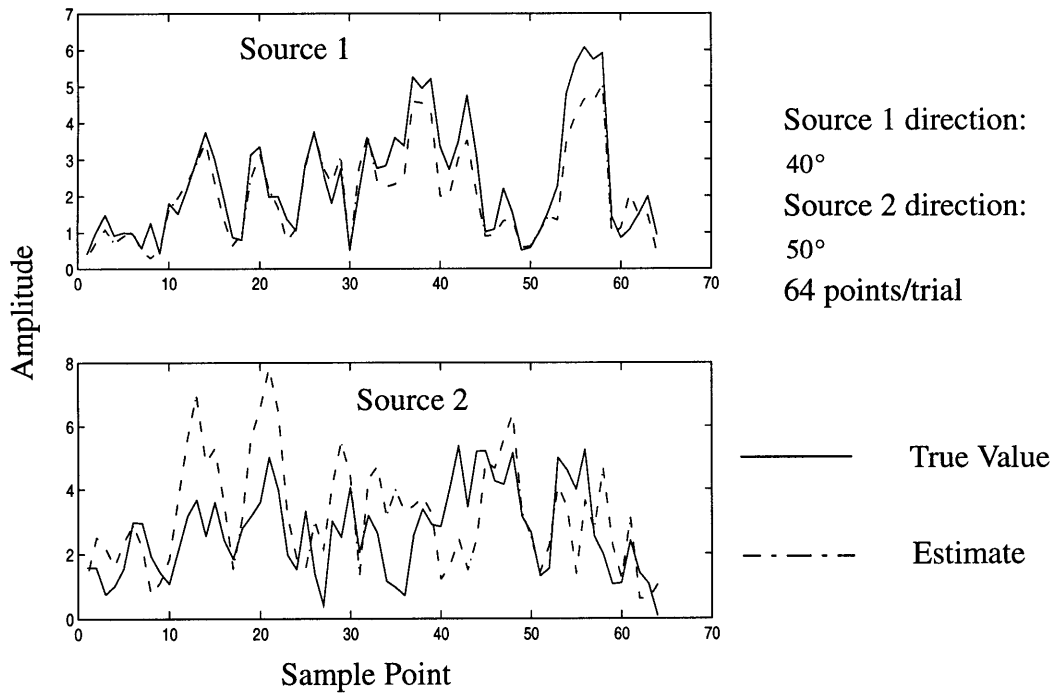 Source 1
7
6
5
4
3
2
1
0
0 10 20 30 40 50 60 70
Source 1 direction:
40°
Source 2 direction:
50°
64 points/trial
Amplitude
Source 2
8
6
4
2
0
0 10 20 30 40 50 60 70
Sample Point
True Value
Estimate